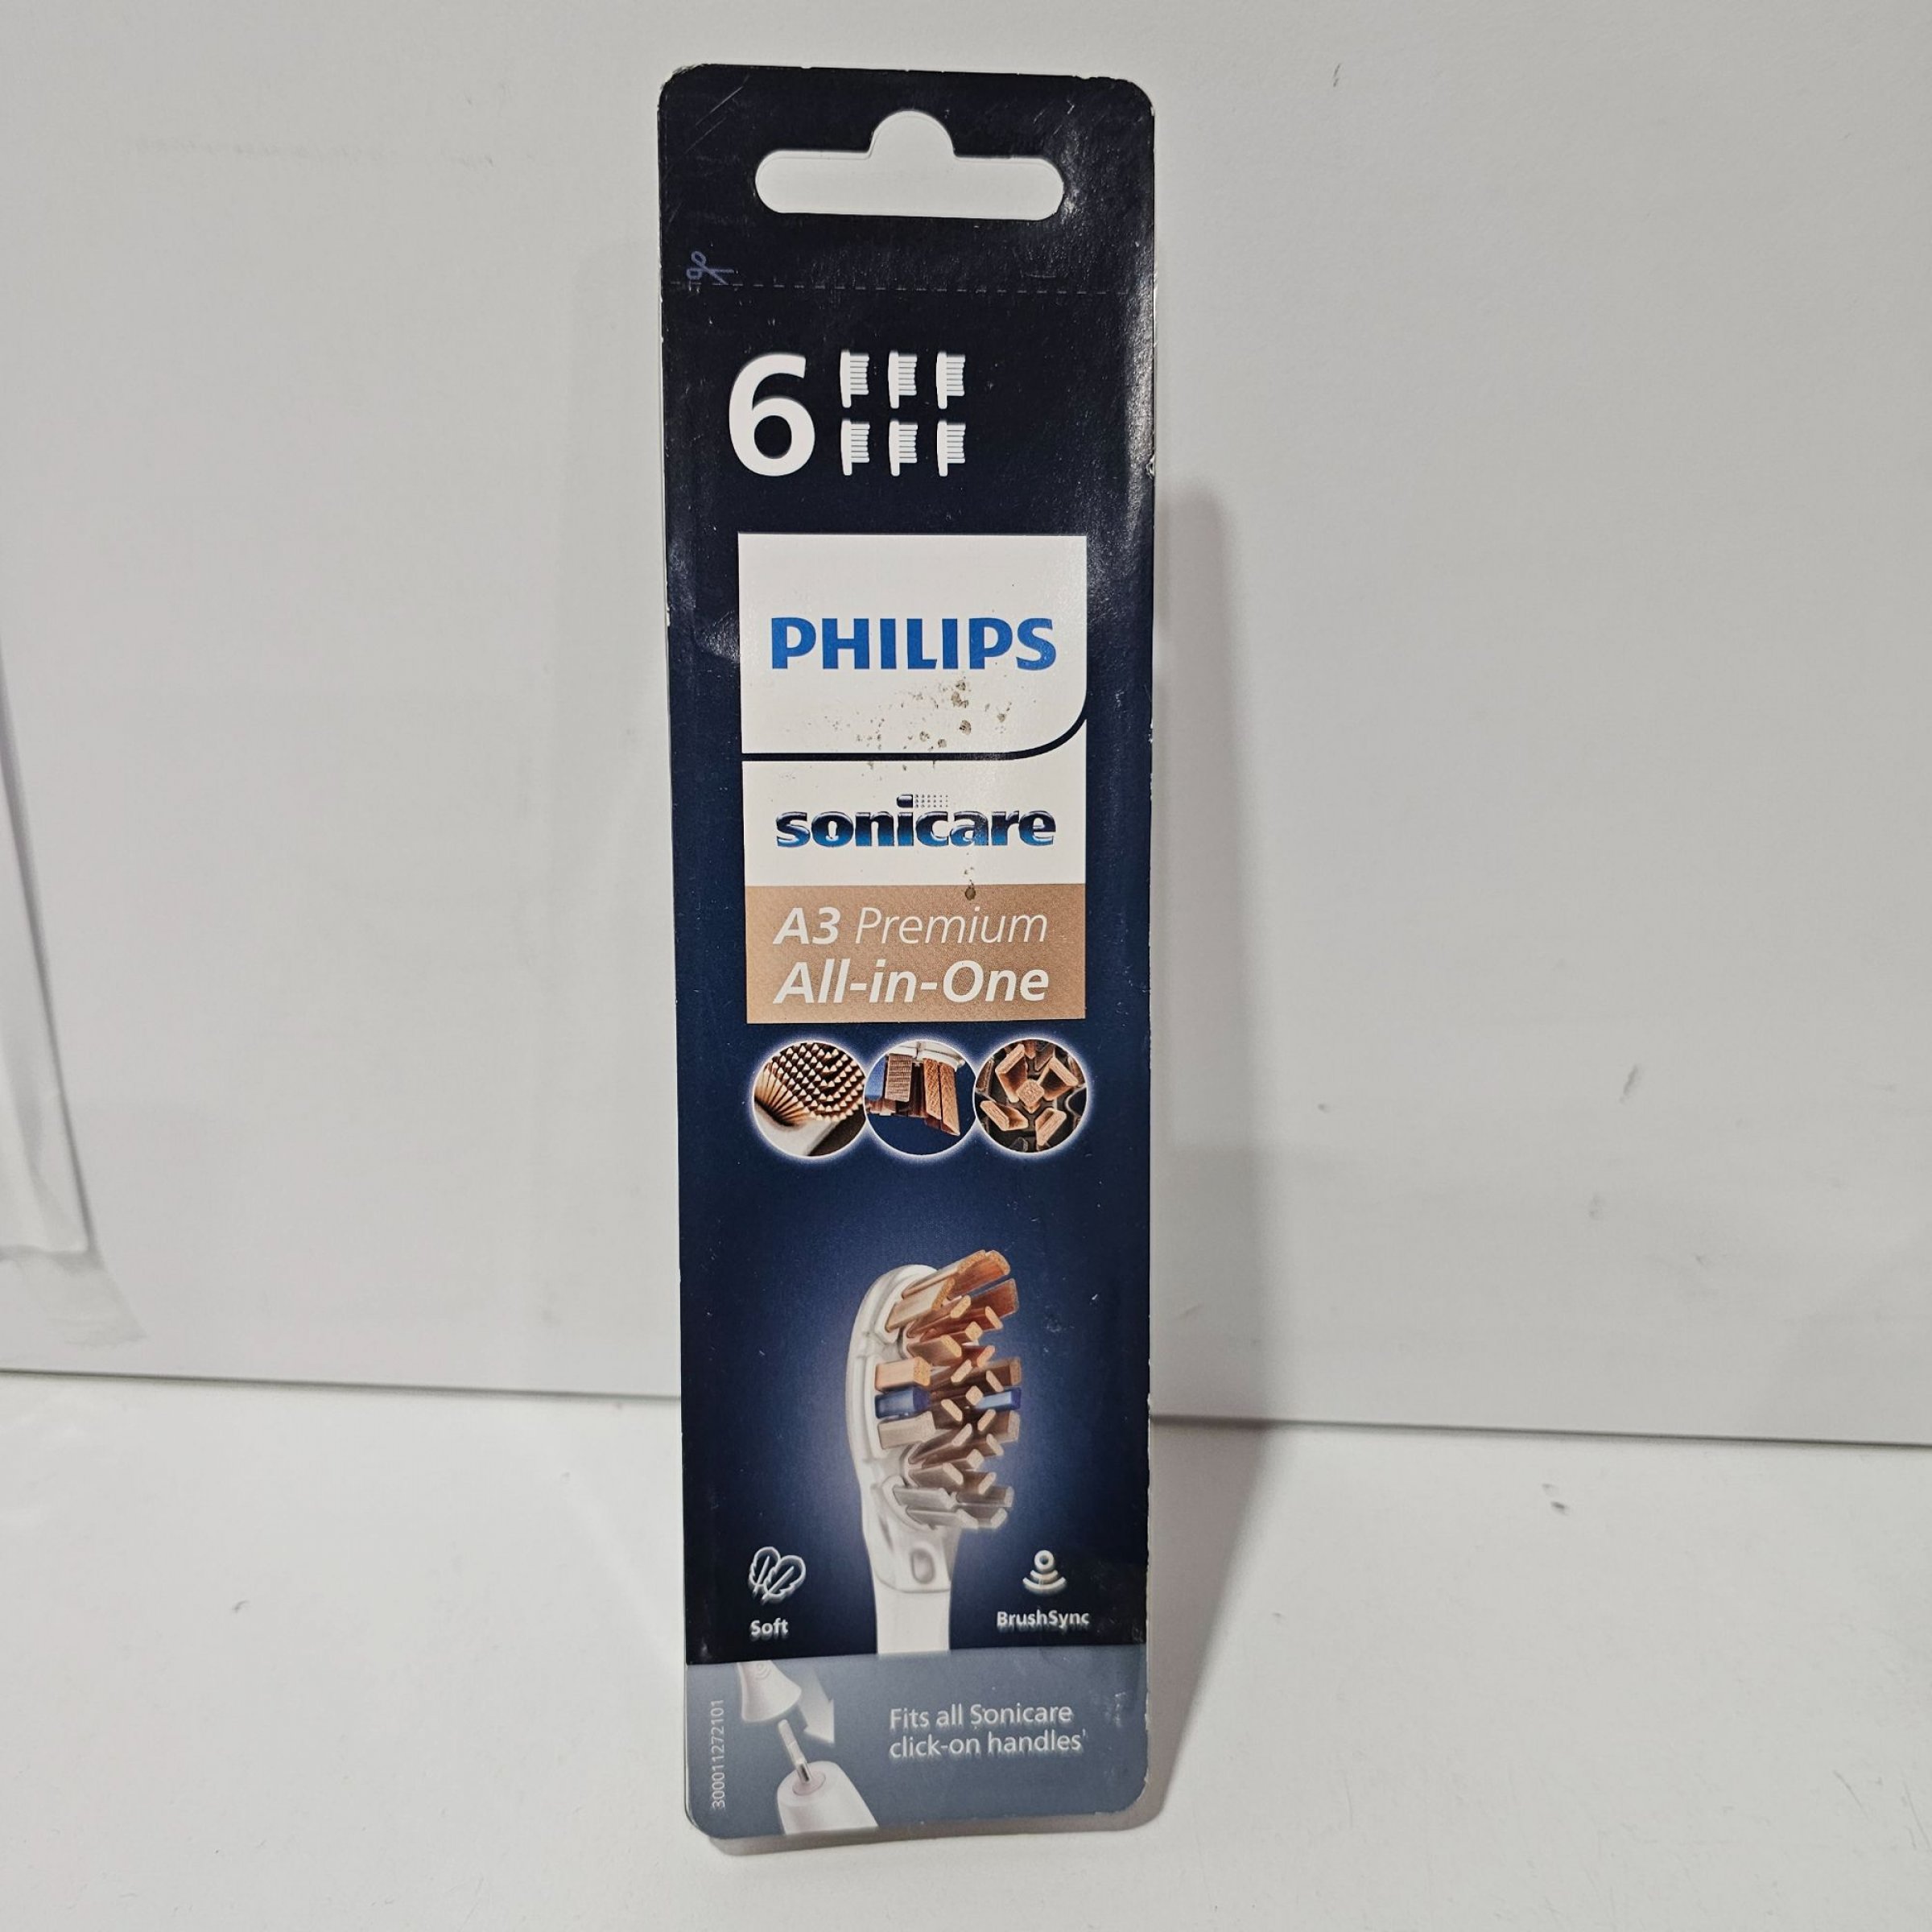 6
PHILIPS
sonicare
A3 Premium
All-in-One
Soft
BrushSync
Fits all Sonicare
click-on handles¹
300011272101